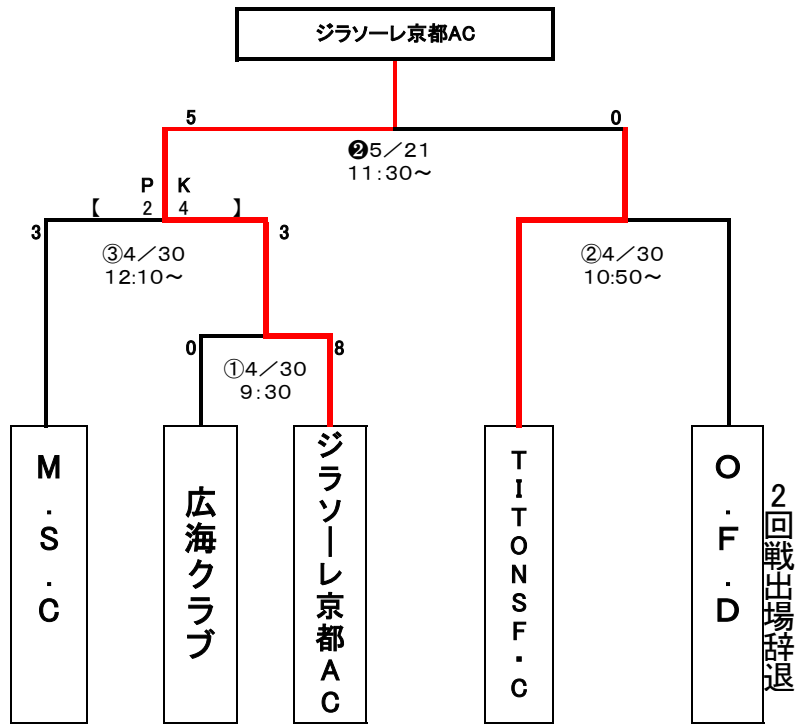 ジラソーレ京都AC
5
0
❷5/21
11:30~
P K
【 2 4 】
3
3
③4/30
12:10~
②4/30
10:50~
0
8
①4/30
9:30
M.S.C
広海クラブ
ジラソーレ京都AC
TITONSF・C
O.F.D
2回戦出場辞退